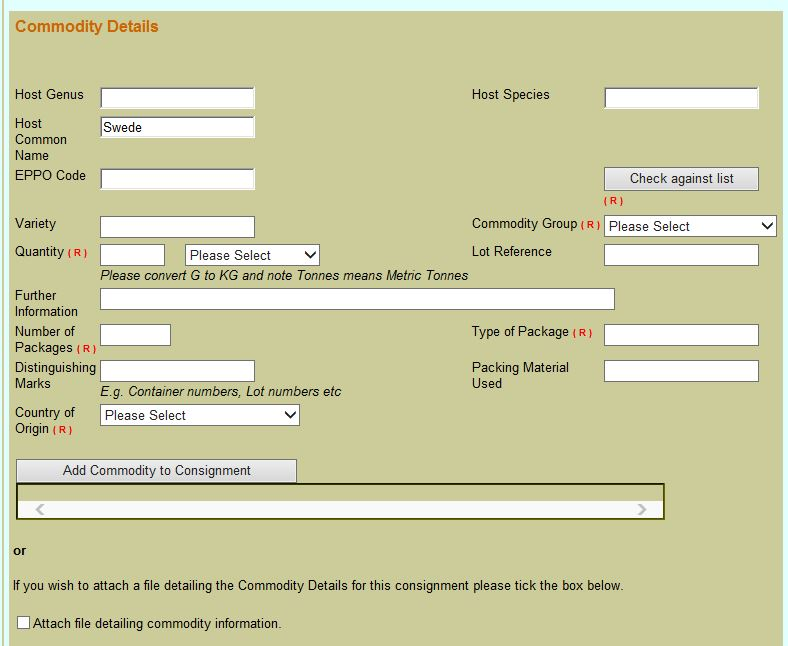 Commodity Details
Host Genus
Host Species
Host
Common
Name
Swede
EPPO Code
Check against list
( R )
Variety
Commodity Group ( R )
Please Select
Quantity ( R )
Please Select
Lot Reference
Please convert G to KG and note Tonnes means Metric Tonnes
Further
Information
Number of
Packages ( R )
Type of Package ( R )
Distinguishing
Marks
E.g. Container numbers, Lot numbers etc
Packing Material
Used
Country of
Origin ( R )
Please Select
Add Commodity to Consignment
or
If you wish to attach a file detailing the Commodity Details for this consignment please tick the box below.
Attach file detailing commodity information.